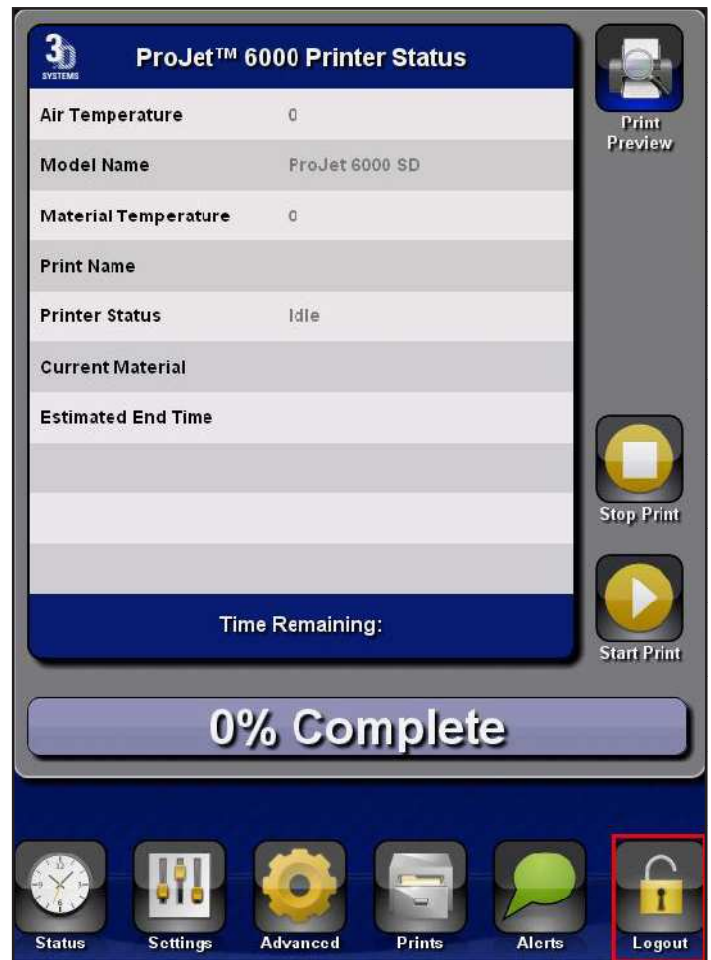 3D
SYSTEMS
ProJet™ 6000 Printer Status
Air Temperature 0
Model Name ProJet 6000 SD
Material Temperature 0
Print Name
Printer Status Idle
Current Material
Estimated End Time
Time Remaining:
Print
Preview
Stop Print
Start Print
0% Complete
Status Settings Advanced Prints Alerts Logout